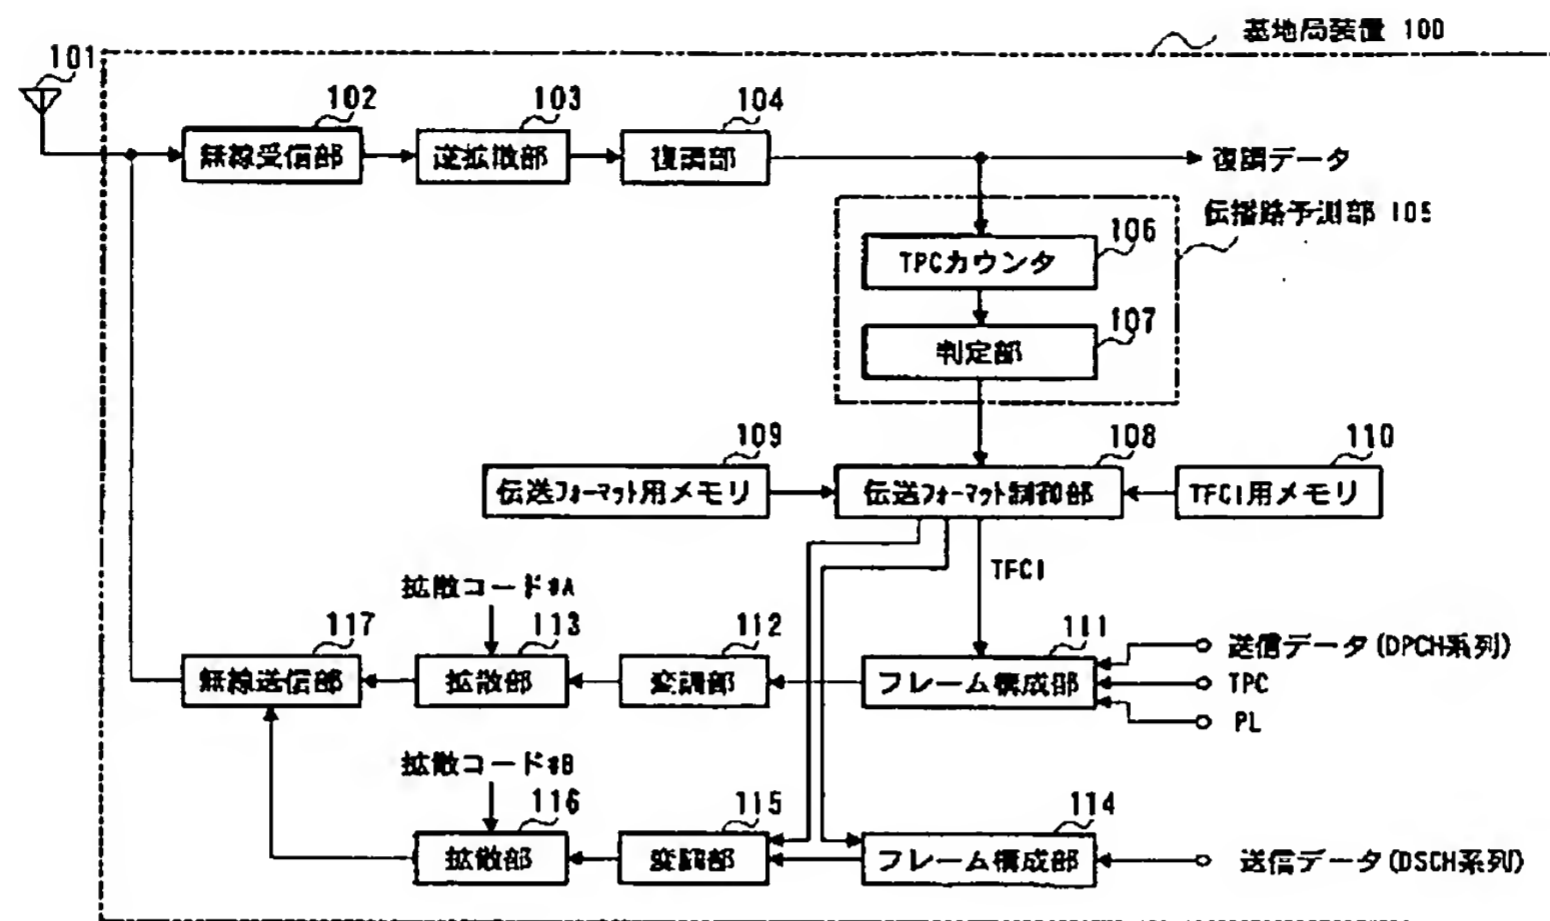 基地局装置 100
101
102
103
104
無線受信部
逆拡散部
復調部
復調データ
伝播路予測部 105
106
TPCカウンタ
107
判定部
109
108
110
伝送フォーマット用メモリ
伝送フォーマット制御部
TFCI用メモリ
TFCI
拡散コード#A
117
113
112
111
無線送信部
拡散部
変調部
フレーム構成部
送信データ(DPCH系列)
TPC
PL
拡散コード#B
116
115
114
拡散部
変調部
フレーム構成部
送信データ(DSCH系列)